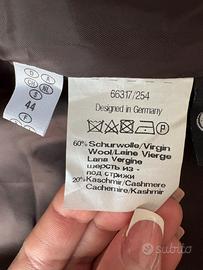 66317/254
Designed in Germany
60% Schurwolle/Virgin
Wool/Laine Vierge
Lana Vergine
шерсть из-
под стрижки
20% Kaschmir/Cashmere
Cachemire/Kashmir
D
NL
S
44
F
subito